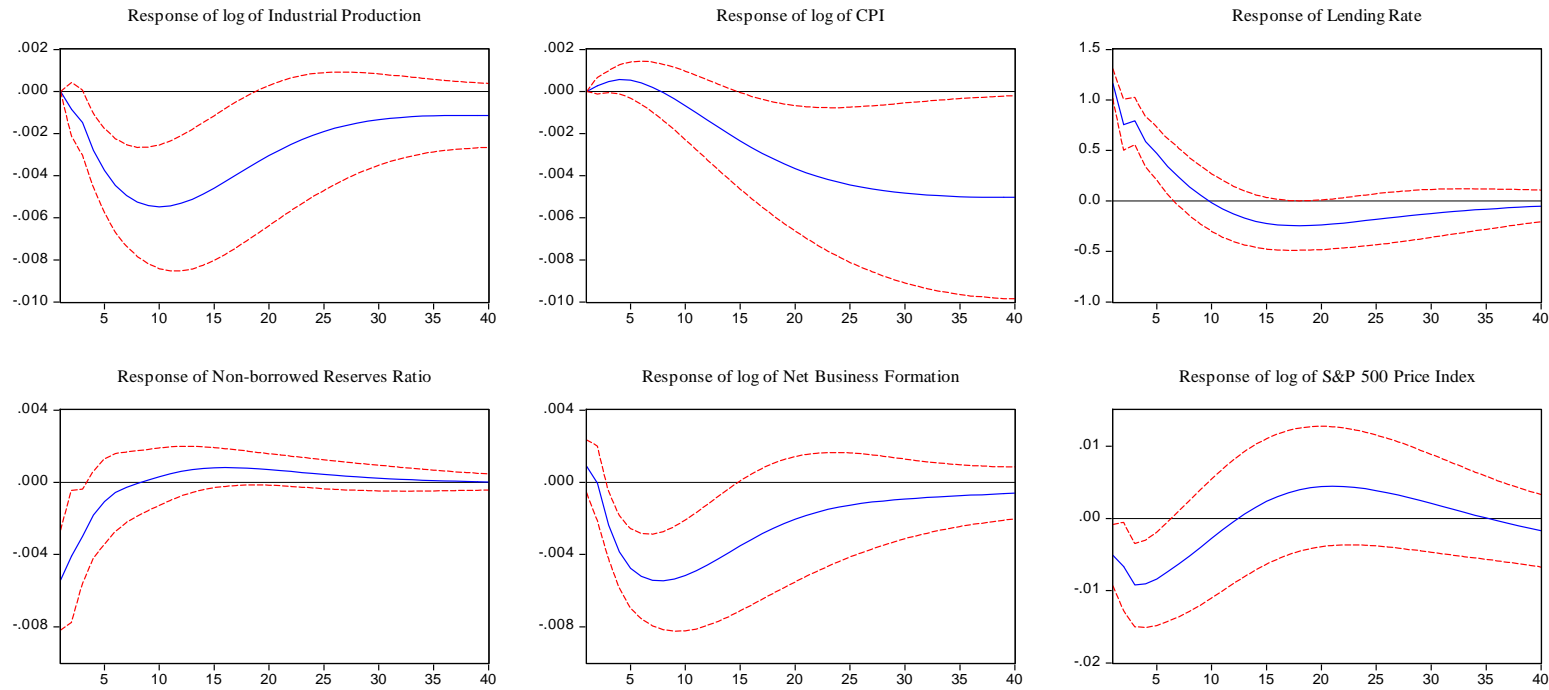 Response of log of Industrial Production
.002
.000
-.002
-.004
-.006
-.008
-.010
5 10 15 20 25 30 35 40
Response of log of CPI
.002
.000
-.002
-.004
-.006
-.008
-.010
5 10 15 20 25 30 35 40
Response of Lending Rate
1.5
1.0
0.5
0.0
-0.5
-1.0
5 10 15 20 25 30 35 40
Response of Non-borrowed Reserves Ratio
.004
.000
-.004
-.008
5 10 15 20 25 30 35 40
Response of log of Net Business Formation
.004
.000
-.004
-.008
5 10 15 20 25 30 35 40
Response of log of S&P 500 Price Index
.01
.00
-.01
-.02
5 10 15 20 25 30 35 40